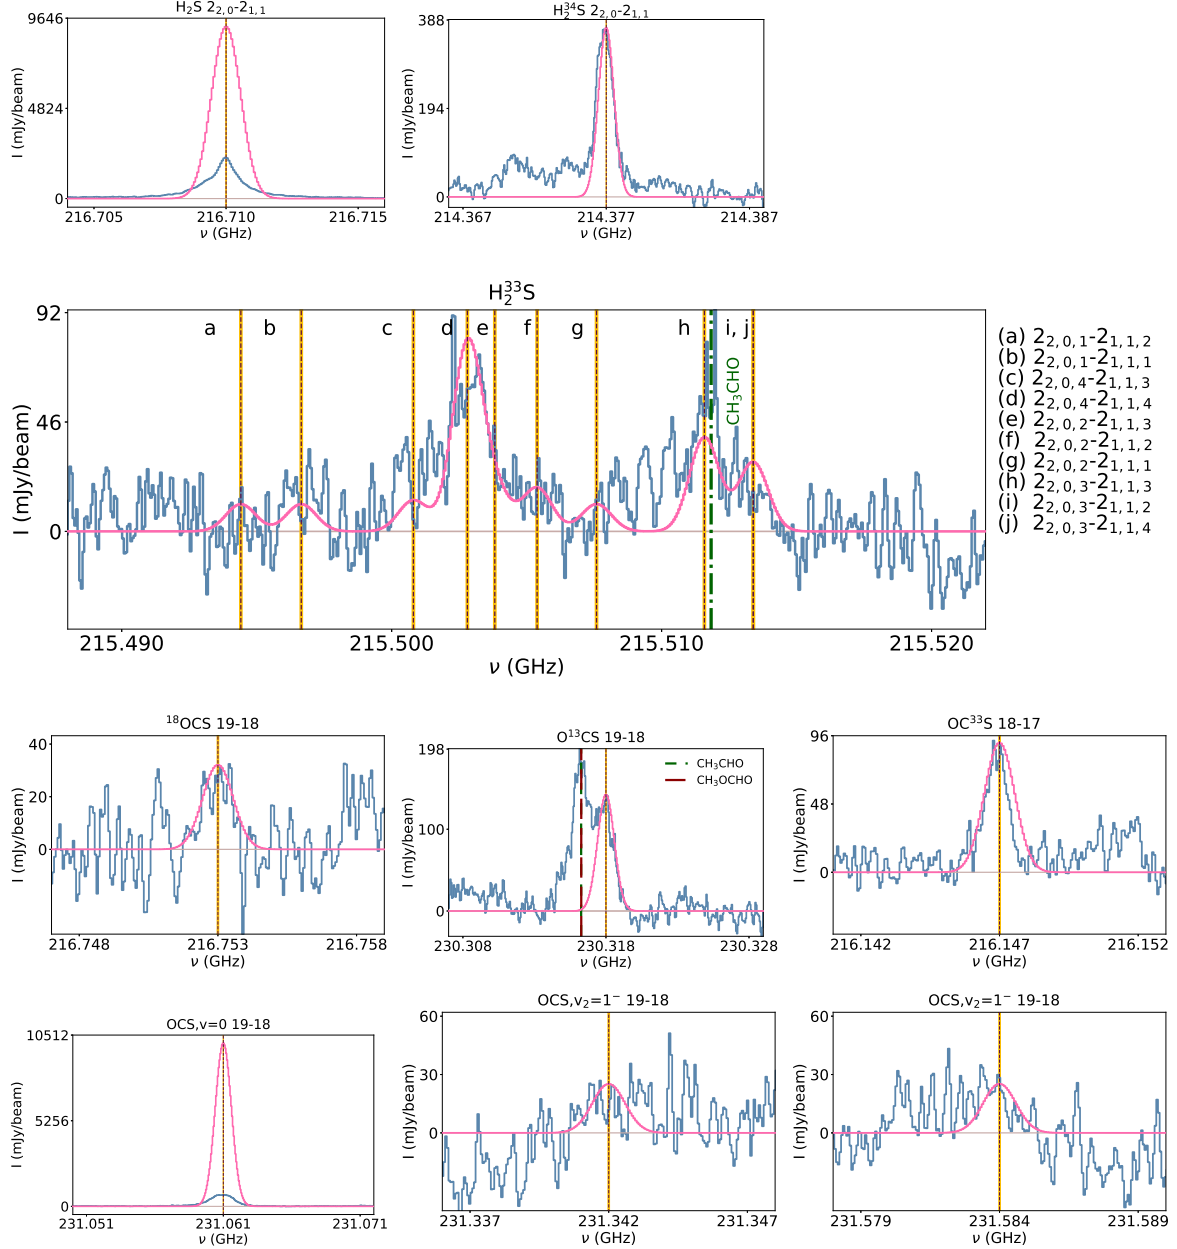 H₂S 2₂,₀-2₁,₁
9646
4824
0
I (mJy/beam)
216.705 216.710 216.715
ν (GHz)
H₂³⁴S 2₂,₀-2₁,₁
388
194
0
I (mJy/beam)
214.367 214.377 214.387
ν (GHz)
H₂³³S
92
46
0
I (mJy/beam)
a b c d e f g h i, j
CH₃CHO
215.490 215.500 215.510 215.520
ν (GHz)
(a) 2₂,₀,₁-2₁,₁,₂
(b) 2₂,₀,₁-2₁,₁,₁
(c) 2₂,₀,₄-2₁,₁,₃
(d) 2₂,₀,₄-2₁,₁,₄
(e) 2₂,₀,₂-2₁,₁,₃
(f) 2₂,₀,₂-2₁,₁,₂
(g) 2₂,₀,₂-2₁,₁,₁
(h) 2₂,₀,₃-2₁,₁,₃
(i) 2₂,₀,₃-2₁,₁,₂
(j) 2₂,₀,₃-2₁,₁,₄
¹⁸OCS 19-18
40
20
0
I (mJy/beam)
216.748 216.753 216.758
ν (GHz)
O¹³CS 19-18
198
100
0
I (mJy/beam)
CH₃CHO
CH₃OCHO
230.308 230.318 230.328
ν (GHz)
OC³³S 18-17
96
48
0
I (mJy/beam)
216.142 216.147 216.152
ν (GHz)
OCS,v=0 19-18
10512
5256
0
I (mJy/beam)
231.051 231.061 231.071
ν (GHz)
OCS,v₂=1⁻ 19-18
60
30
0
I (mJy/beam)
231.337 231.342 231.347
ν (GHz)
OCS,v₂=1⁻ 19-18
60
30
0
I (mJy/beam)
231.579 231.584 231.589
ν (GHz)